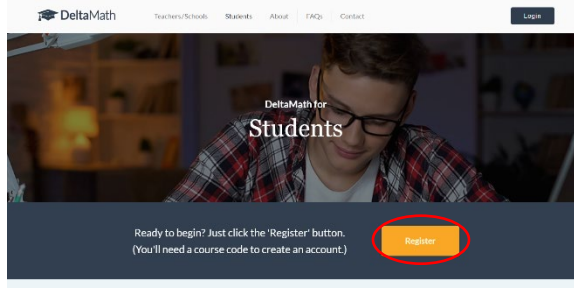 DeltaMath
Teachers/Schools Students About FAQs Contact
Login
DeltaMath for
Students
Ready to begin? Just click the 'Register' button.
(You'll need a course code to create an account.)
Register